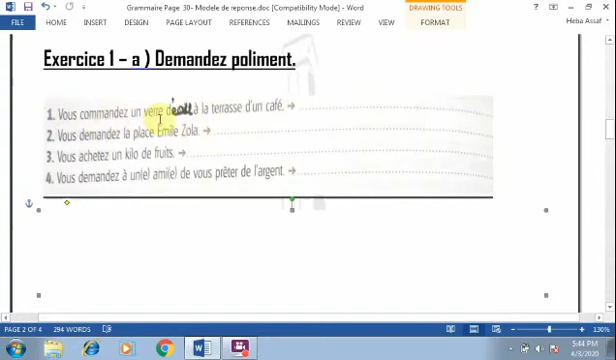 Grammaire Page 30- Modele de reponse.doc [Compatibility Mode] - Word
DRAWING TOOLS
Heba Assaf
FILE HOME INSERT DESIGN PAGE LAYOUT REFERENCES MAILINGS REVIEW VIEW FORMAT
Exercice 1 – a ) Demandez poliment.
1. Vous commandez un verre d'eau à la terrasse d'un café. →
2. Vous demandez la place Émile Zola. →
3. Vous achetez un kilo de fruits. →
4. Vous demandez à un(e) ami(e) de vous prêter de l'argent. →
PAGE 2 OF 4 294 WORDS 130%
5:44 PM
4/3/2020